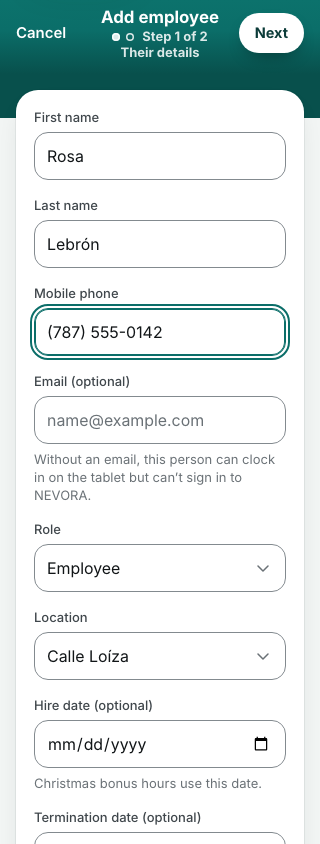 Cancel
Add employee
Step 1 of 2
Their details
Next
First name
Rosa
Last name
Lebrón
Mobile phone
(787) 555-0142
Email (optional)
name@example.com
Without an email, this person can clock
in on the tablet but can’t sign in to
NEVORA.
Role
Employee
Location
Calle Loíza
Hire date (optional)
mm/dd/yyyy
Christmas bonus hours use this date.
Termination date (optional)